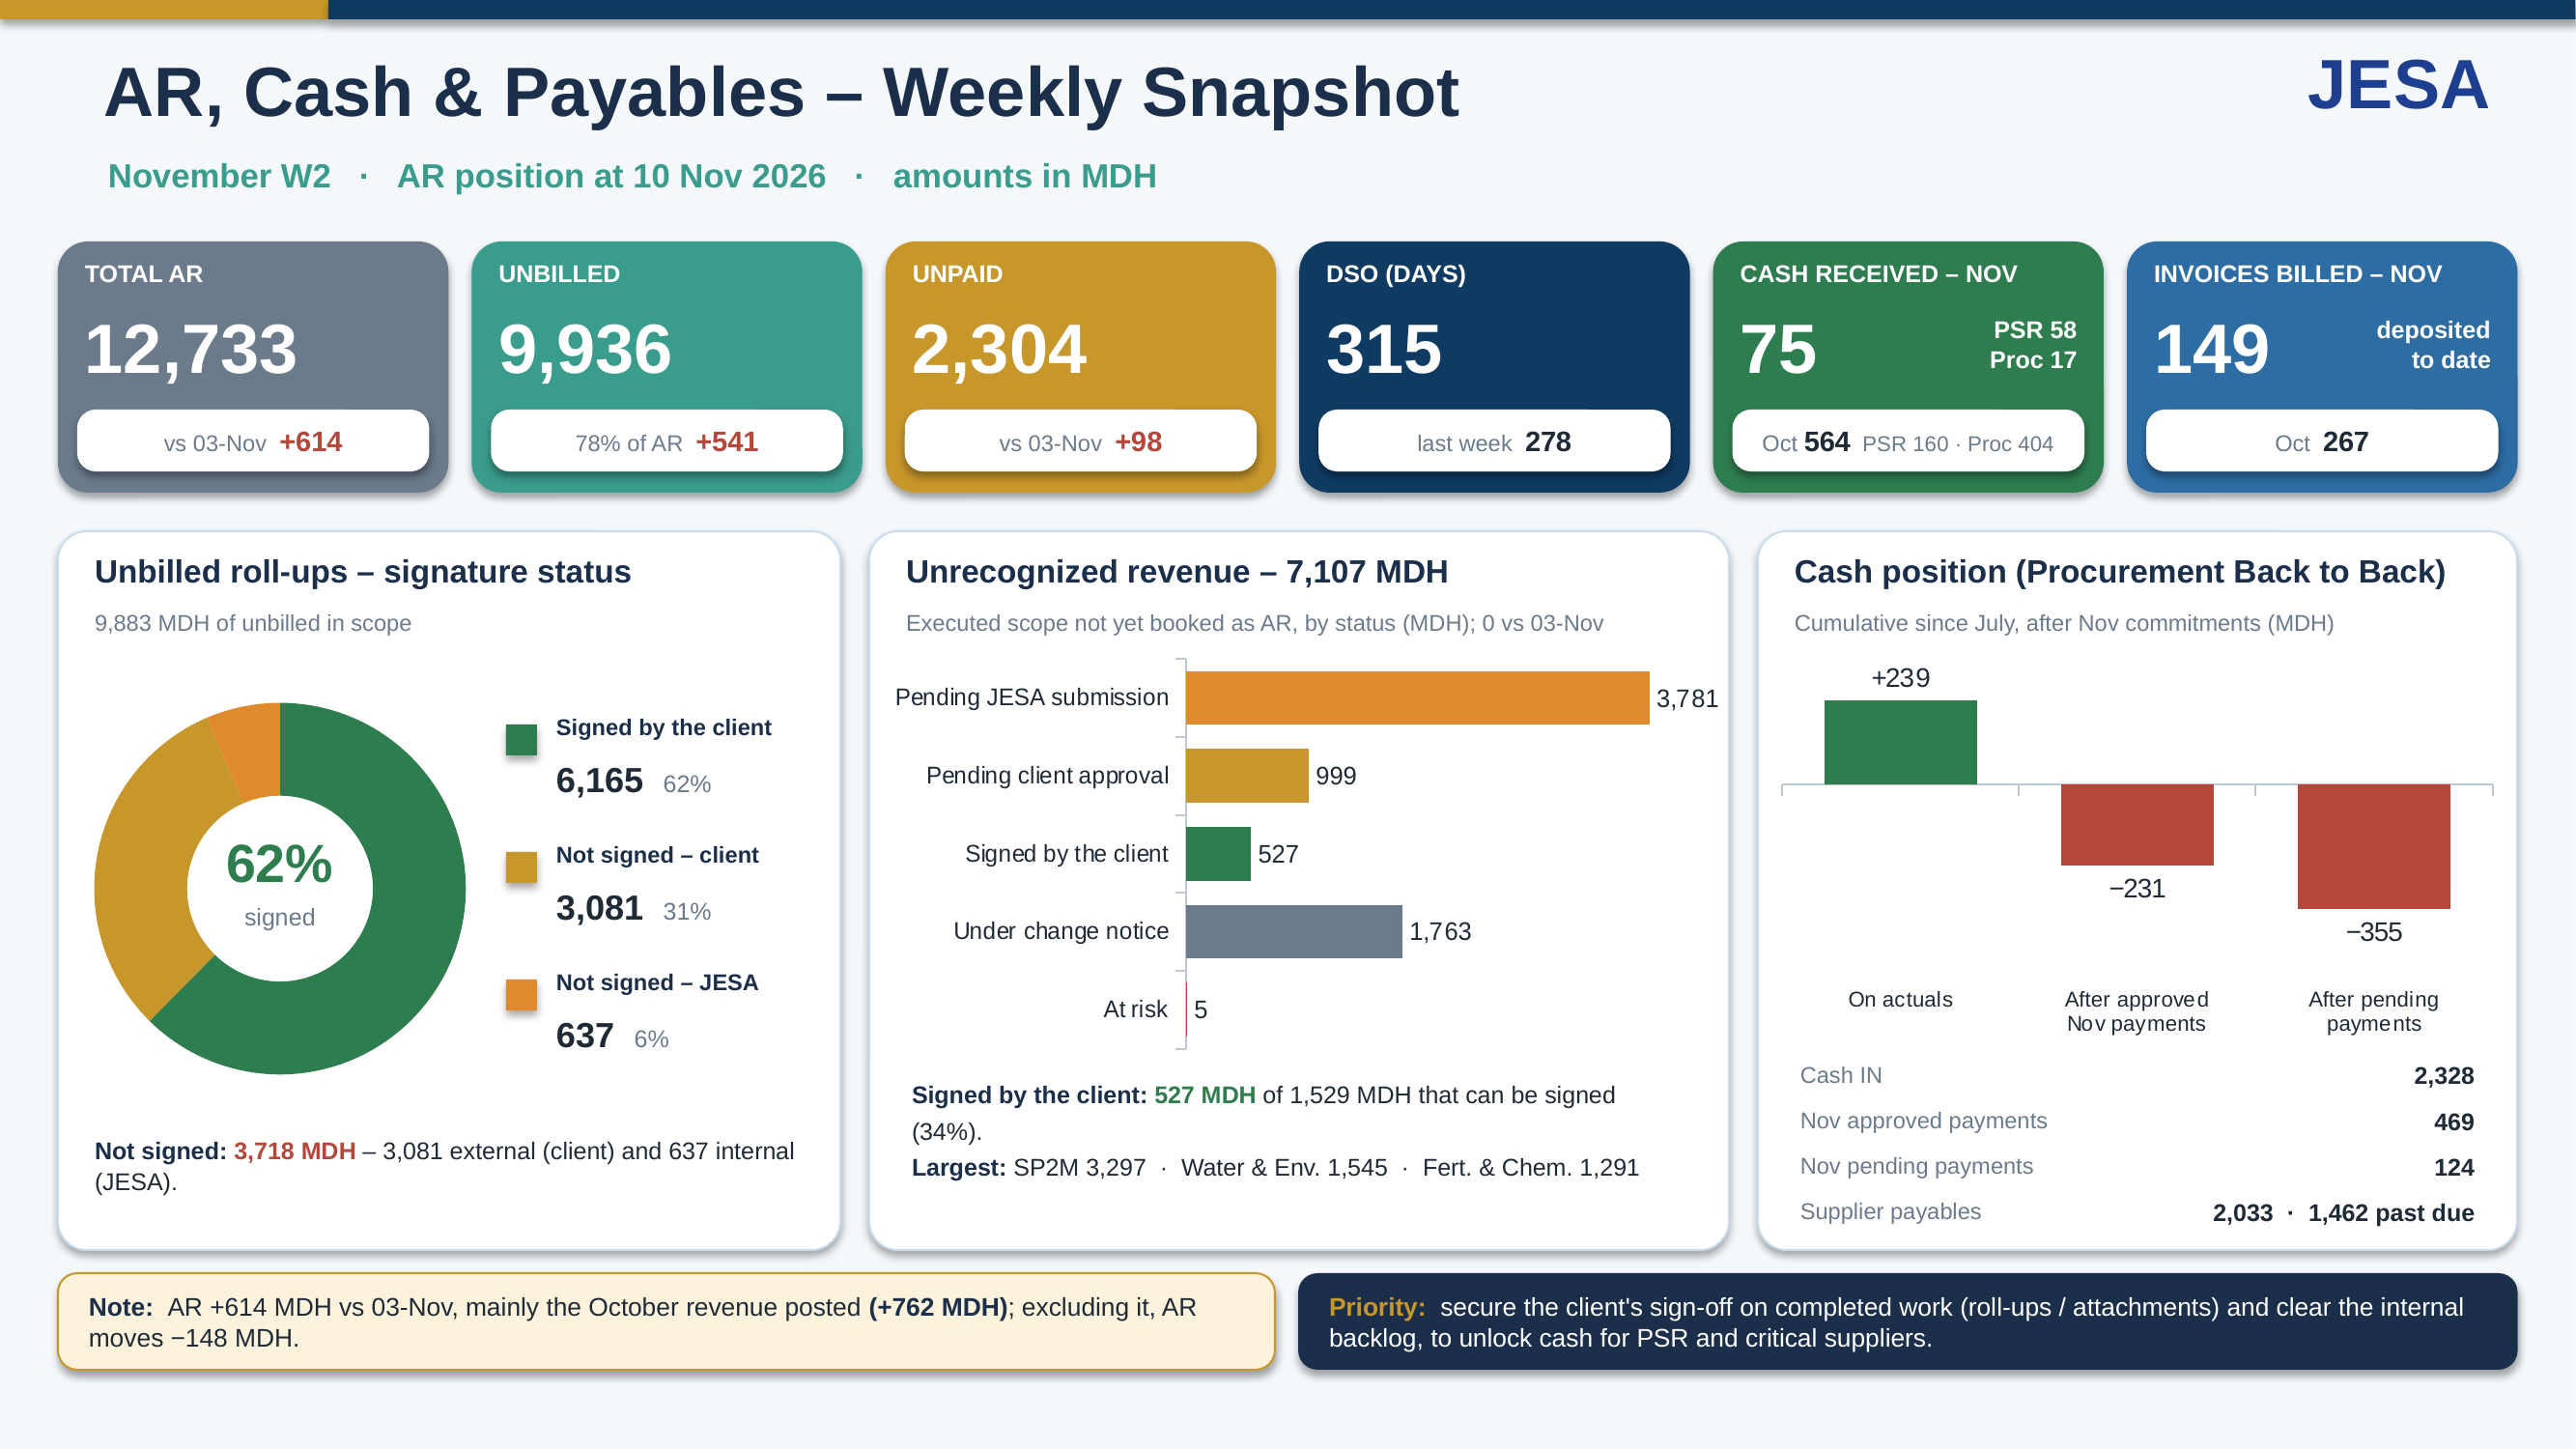 AR, Cash & Payables – Weekly Snapshot
JESA
November W2 · AR position at 10 Nov 2026 · amounts in MDH
TOTAL AR
12,733
vs 03-Nov +614
UNBILLED
9,936
78% of AR +541
UNPAID
2,304
vs 03-Nov +98
DSO (DAYS)
315
last week 278
CASH RECEIVED – NOV
75
PSR 58
Proc 17
Oct 564 PSR 160 · Proc 404
INVOICES BILLED – NOV
149
deposited
to date
Oct 267
Unbilled roll-ups – signature status
9,883 MDH of unbilled in scope
62%
signed
Signed by the client
6,165 62%
Not signed – client
3,081 31%
Not signed – JESA
637 6%
Not signed: 3,718 MDH – 3,081 external (client) and 637 internal
(JESA).
Unrecognized revenue – 7,107 MDH
Executed scope not yet booked as AR, by status (MDH); 0 vs 03-Nov
Pending JESA submission 3,781
Pending client approval 999
Signed by the client 527
Under change notice 1,763
At risk 5
Signed by the client: 527 MDH of 1,529 MDH that can be signed
(34%).
Largest: SP2M 3,297 · Water & Env. 1,545 · Fert. & Chem. 1,291
Cash position (Procurement Back to Back)
Cumulative since July, after Nov commitments (MDH)
+239
−231
−355
On actuals
After approved
Nov payments
After pending
payments
Cash IN 2,328
Nov approved payments 469
Nov pending payments 124
Supplier payables 2,033 · 1,462 past due
Note: AR +614 MDH vs 03-Nov, mainly the October revenue posted (+762 MDH); excluding it, AR
moves −148 MDH.
Priority: secure the client's sign-off on completed work (roll-ups / attachments) and clear the internal
backlog, to unlock cash for PSR and critical suppliers.